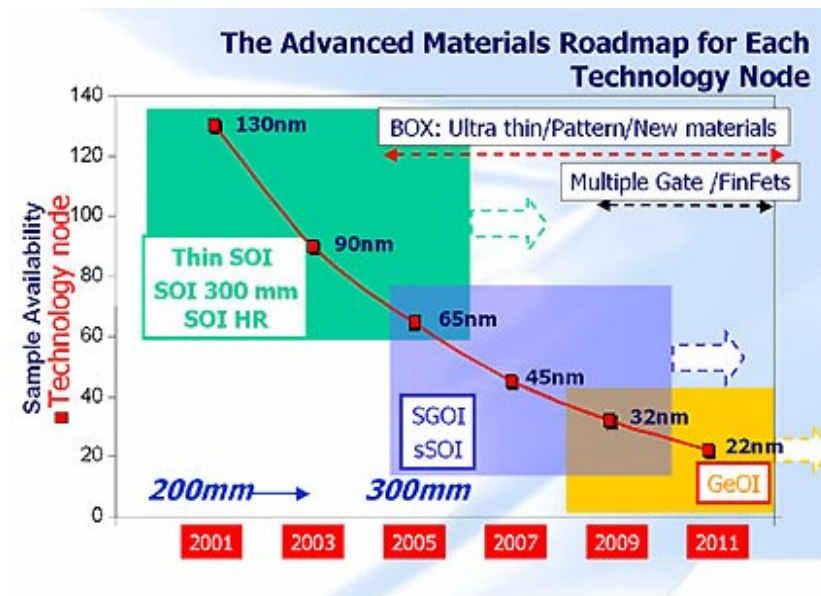 The Advanced Materials Roadmap for Each
Technology Node
140
120
100
80
60
40
20
0
Sample Availability
Technology node
130nm
90nm
65nm
45nm
32nm
22nm
BOX: Ultra thin/Pattern/New materials
Multiple Gate /FinFets
Thin SOI
SOI 300 mm
SOI HR
SGOI
sSOI
GeOI
200mm
300mm
2001
2003
2005
2007
2009
2011